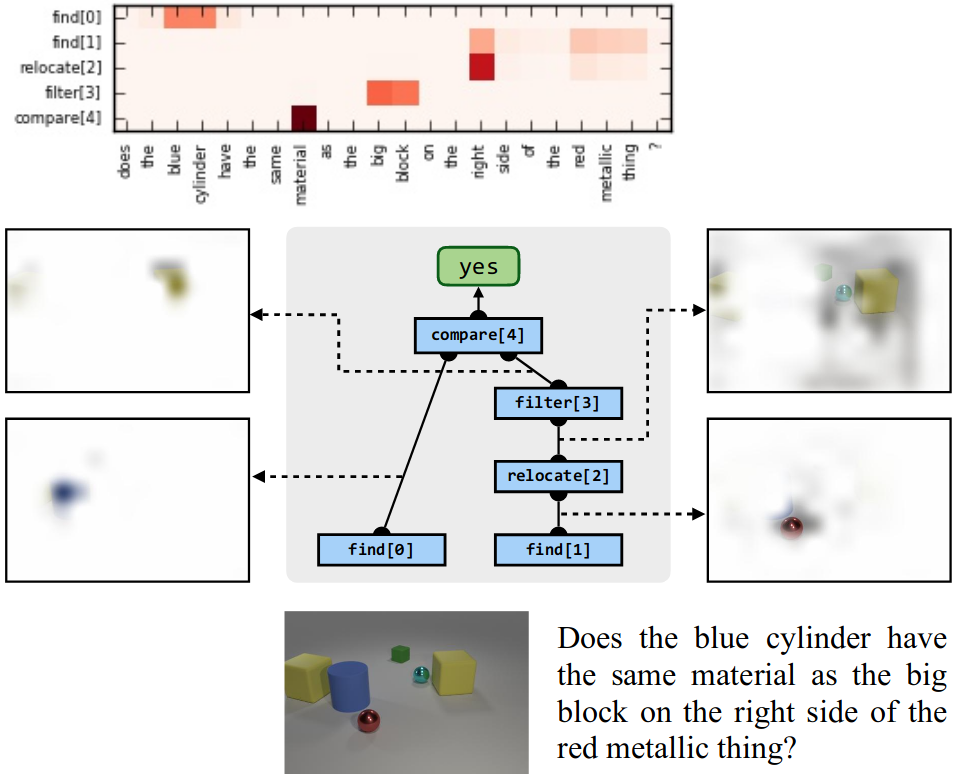 find[0]
find[1]
relocate[2]
filter[3]
compare[4]
does the blue cylinder have the same material as the big block on the right side of the red metallic thing ?
yes
compare[4]
filter[3]
relocate[2]
find[0] find[1]
Does the blue cylinder have
the same material as the big
block on the right side of the
red metallic thing?